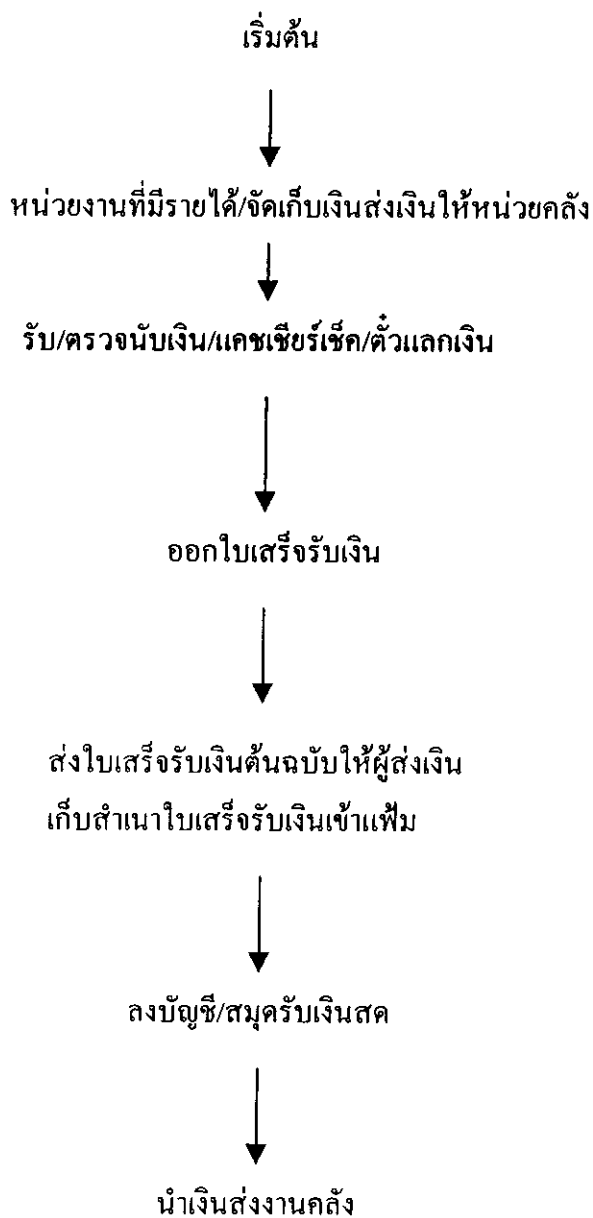 เริ่มต้น
หน่วยงานที่มีรายได้/จัดเก็บเงินส่งเงินให้หน่วยคลัง
รับ/ตรวจนับเงิน/แคชเชียร์เช็ค/ตั๋วแลกเงิน
ออกใบเสร็จรับเงิน
ส่งใบเสร็จรับเงินต้นฉบับให้ผู้ส่งเงิน
เก็บสำเนาใบเสร็จรับเงินเข้าแฟ้ม
ลงบัญชี/สมุดรับเงินสด
นำเงินส่งงานคลัง